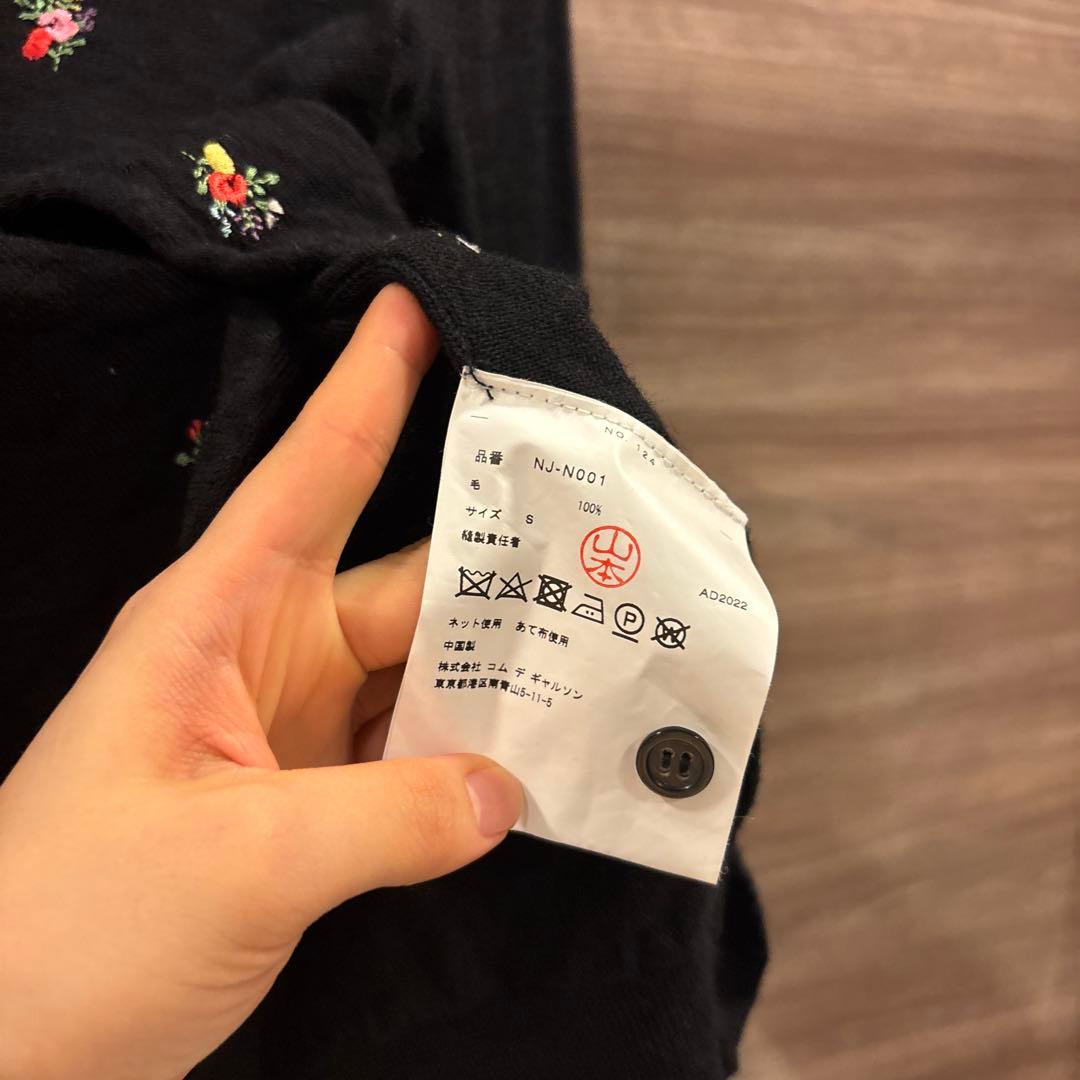 NO. 124
品番 NJ-N001
毛 100%
サイズ S
縫製責任者 山本
AD2022
P
W
ネット使用 あて布使用
中国製
株式会社 コム デ ギャルソン
東京都港区南青山5-11-5